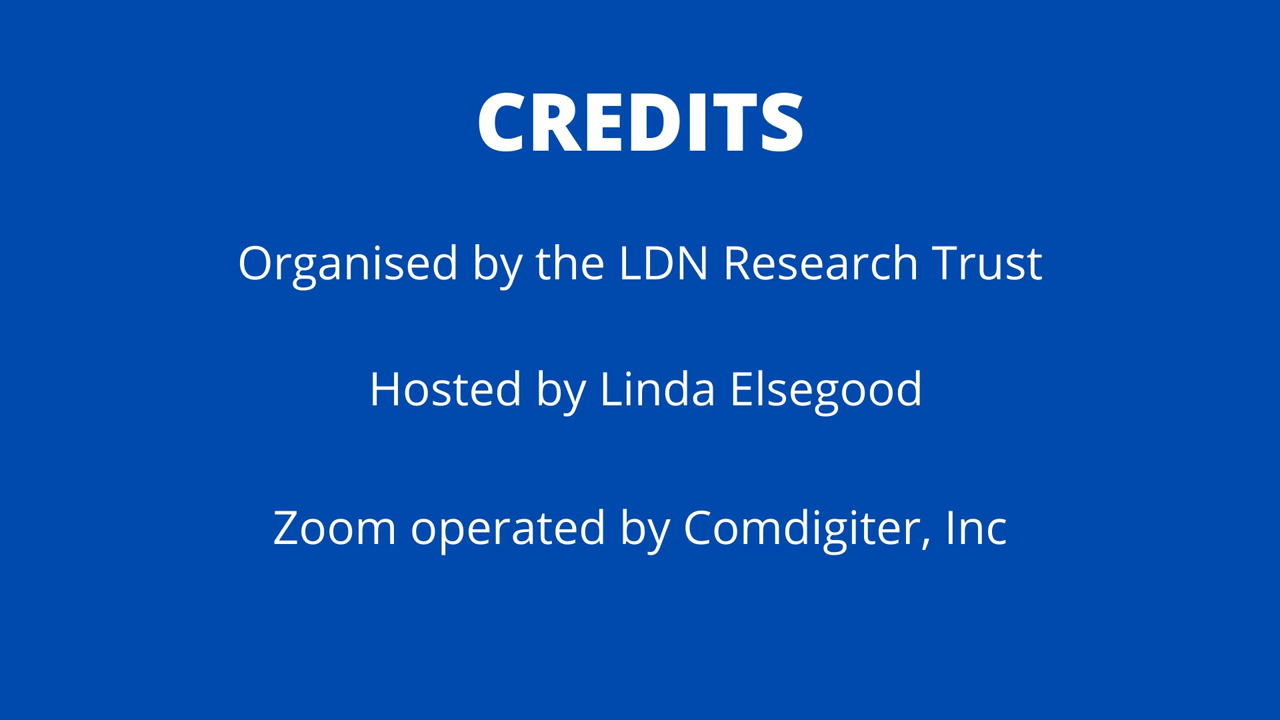 CREDITS
Organised by the LDN Research Trust
Hosted by Linda Elsegood
Zoom operated by Comdigiter, Inc